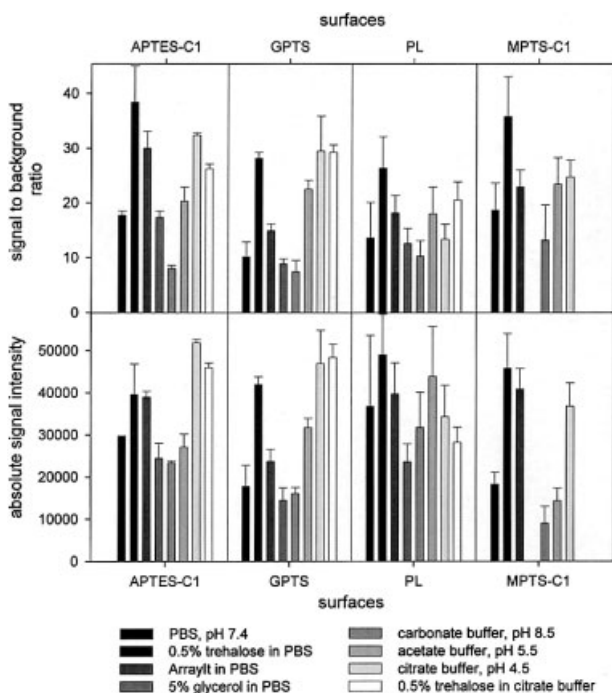 surfaces
APTES-C1 GPTS PL MPTS-C1
signal to background
ratio
40
30
20
10
0
absolute signal intensity
50000
40000
30000
20000
10000
0
APTES-C1 GPTS PL MPTS-C1
surfaces
PBS, pH 7.4
0.5% trehalose in PBS
ArrayIt in PBS
5% glycerol in PBS
carbonate buffer, pH 8.5
acetate buffer, pH 5.5
citrate buffer, pH 4.5
0.5% trehalose in citrate buffer